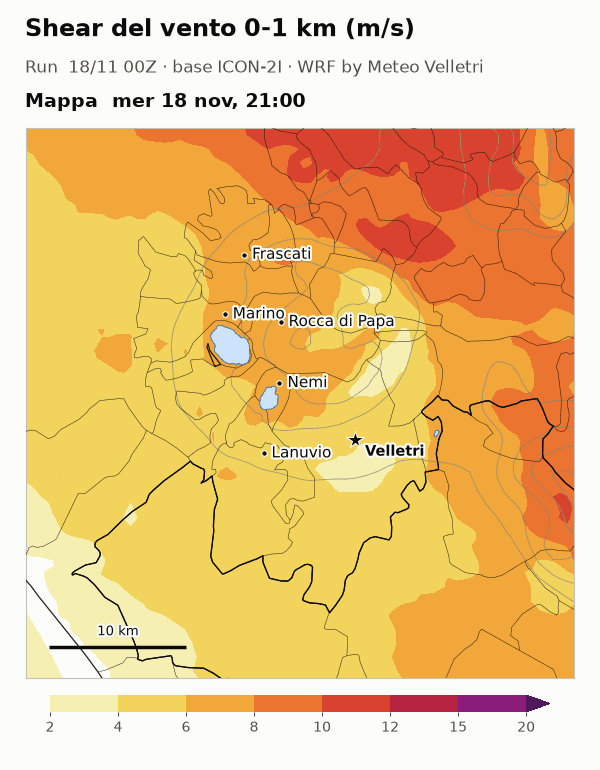 Shear del vento 0-1 km (m/s)
Run  18/11 00Z · base ICON-2I · WRF by Meteo Velletri
Mappa  mer 18 nov, 21:00
Frascati
Marino
Rocca di Papa
Nemi
Velletri
Lanuvio
10 km
2 4 6 8 10 12 15 20